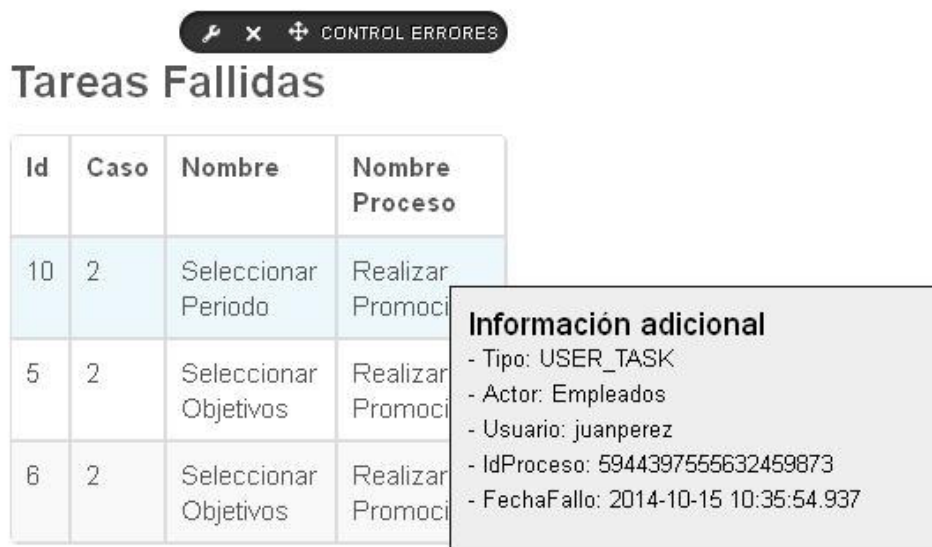 CONTROL ERRORES
Tareas Fallidas
Id Caso Nombre Nombre
Proceso
10 2 Seleccionar Realizar
Periodo Promoci
5 2 Seleccionar Realizar
Objetivos Promoci
6 2 Seleccionar Realizar
Objetivos Promoci
Información adicional
- Tipo: USER_TASK
- Actor: Empleados
- Usuario: juanperez
- IdProceso: 5944397555632459873
- FechaFallo: 2014-10-15 10:35:54.937